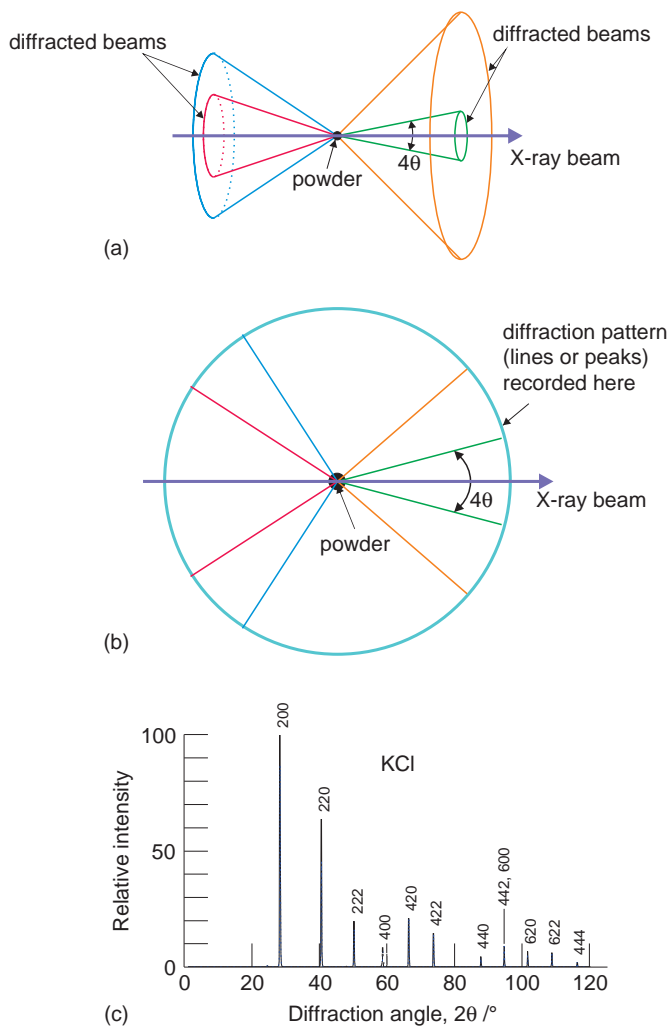 diffracted beams
diffracted beams
4θ
X-ray beam
powder
(a)
diffraction pattern
(lines or peaks)
recorded here
4θ
X-ray beam
powder
(b)
200
100
KCl
220
Relative intensity
50
222
400
420
422
440
442, 600
620
622
444
0
0 20 40 60 80 100 120
(c)
Diffraction angle, 2θ /°